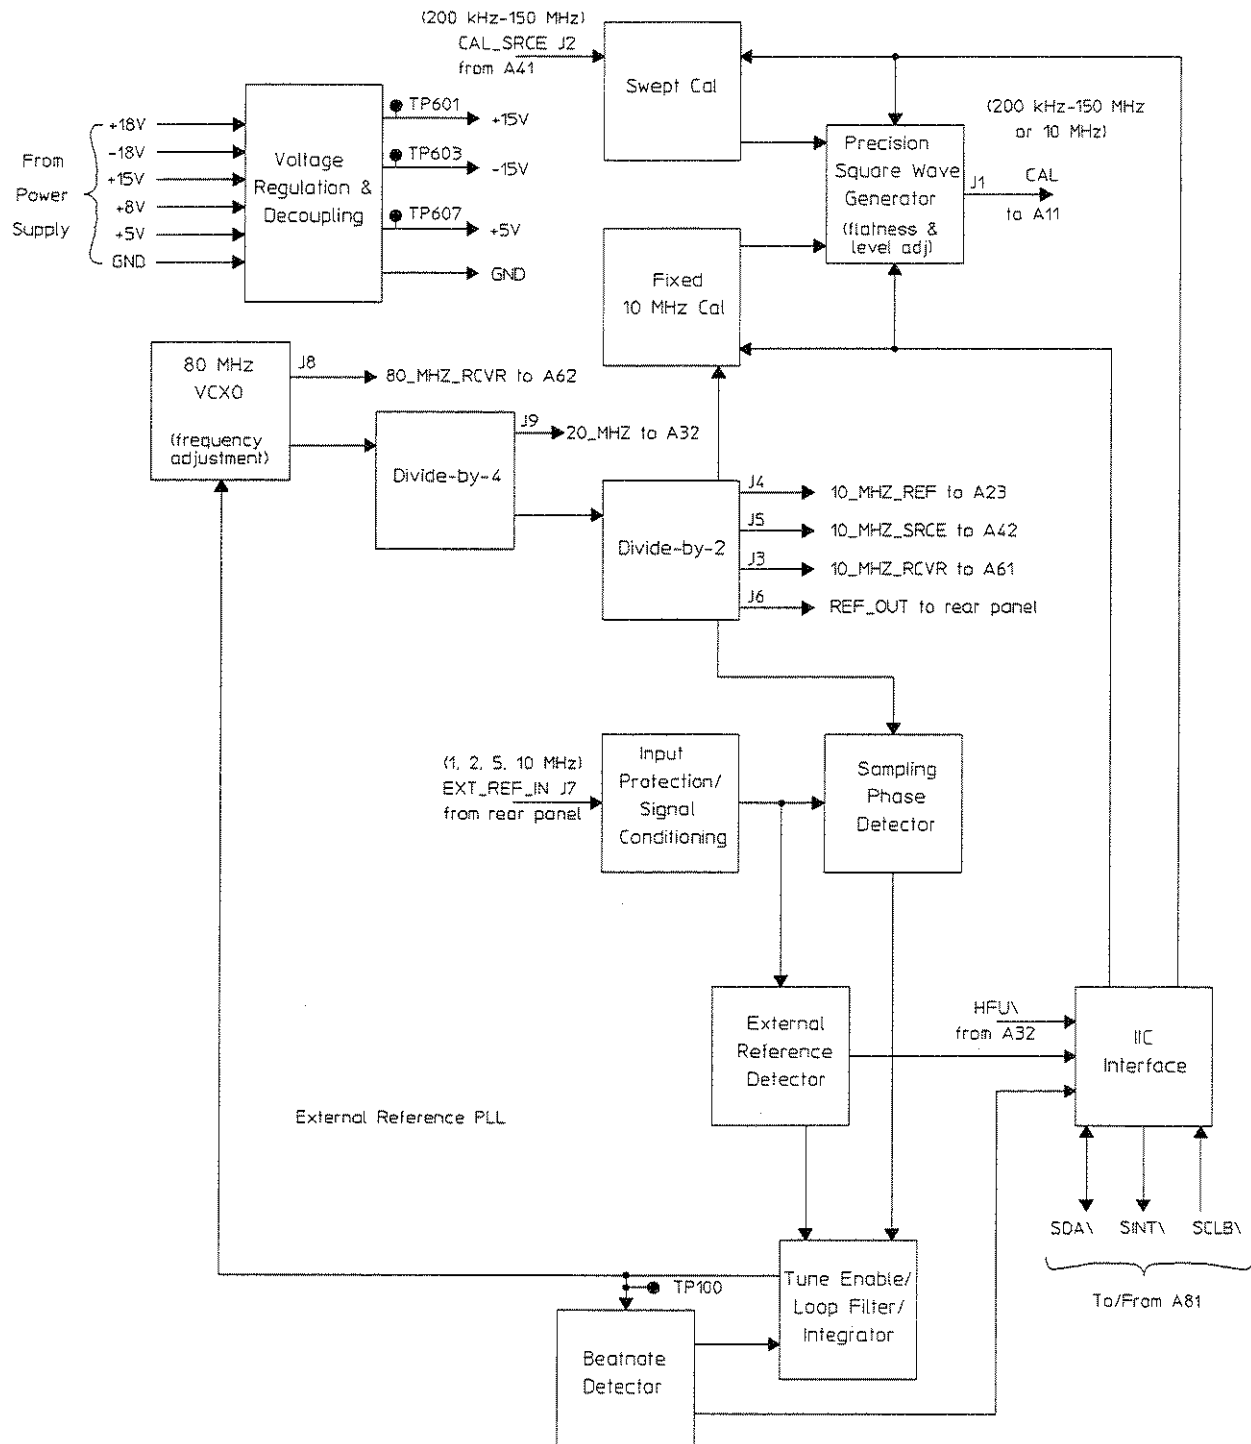 (200 kHz-150 MHz)
CAL_SRCE J2
from A41
Swept Cal
(200 kHz-150 MHz
or 10 MHz)
Precision
Square Wave
Generator
(flatness &
level adj)
J1
CAL
to A11
From
Power
Supply
+18V
-18V
+15V
+8V
+5V
GND
Voltage
Regulation &
Decoupling
TP601
+15V
TP603
-15V
TP607
+5V
GND
Fixed
10 MHz Cal
80 MHz
VCXO
(frequency
adjustment)
J8
80_MHZ_RCVR to A62
Divide-by-4
J9
20_MHZ to A32
Divide-by-2
J4
10_MHZ_REF to A23
J5
10_MHZ_SRCE to A42
J3
10_MHZ_RCVR to A61
J6
REF_OUT to rear panel
(1, 2, 5, 10 MHz)
EXT_REF_IN J7
from rear panel
Input
Protection/
Signal
Conditioning
Sampling
Phase
Detector
External
Reference
Detector
HFU\
from A32
IIC
Interface
External Reference PLL
SDA\
SINT\
SCLB\
To/From A81
TP100
Tune Enable/
Loop Filter/
Integrator
Beatnate
Detector